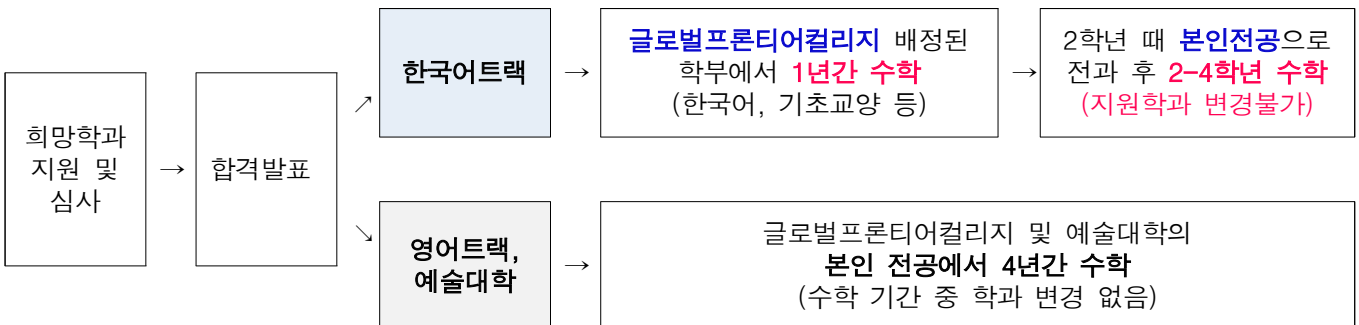 희망학과
지원 및
심사
→
합격발표
↗
한국어트랙
→
글로벌프론티어컬리지 배정된
학부에서 1년간 수학
(한국어, 기초교양 등)
→
2학년 때 본인전공으로
전과 후 2-4학년 수학
(지원학과 변경불가)
↘
영어트랙,
예술대학
→
글로벌프론티어컬리지 및 예술대학의
본인 전공에서 4년간 수학
(수학 기간 중 학과 변경 없음)